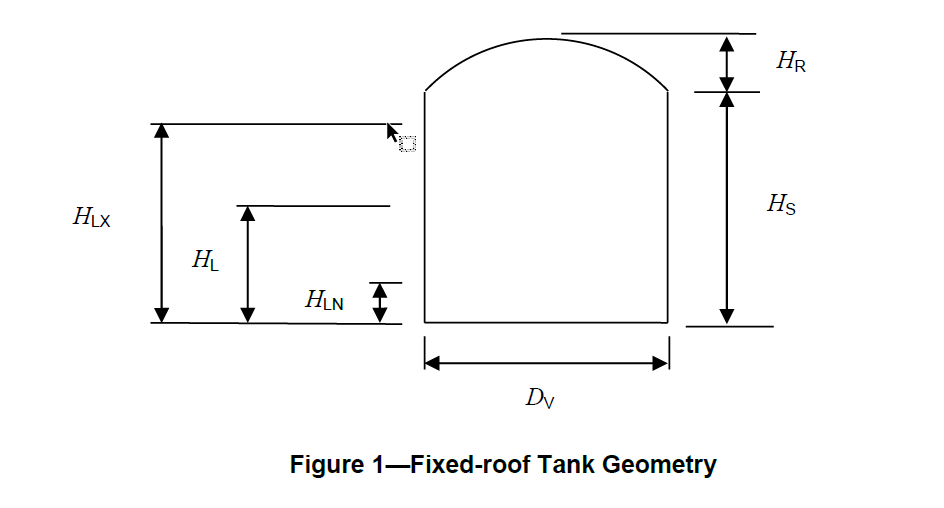 HR
HS
HLX
HL
HLN
DV
Figure 1—Fixed-roof Tank Geometry